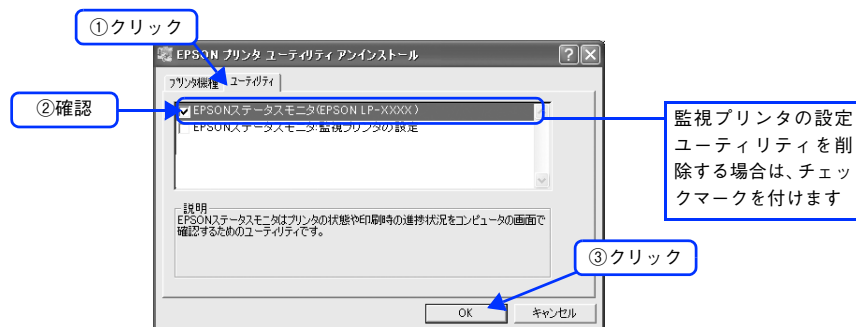 ①クリック
EPSON プリンタ ユーティリティ アンインストール
プリンタ機種
ユーティリティ
②確認
EPSONステータスモニタ(EPSON LP-XXXX)
EPSONステータスモニタ:監視プリンタの設定
監視プリンタの設定
ユーティリティを削
除する場合は、チェッ
クマークを付けます
説明
EPSONステータスモニタはプリンタの状態や印刷時の進捗状況をコンピュータの画面で
確認するためのユーティリティです。
③クリック
OK
キャンセル